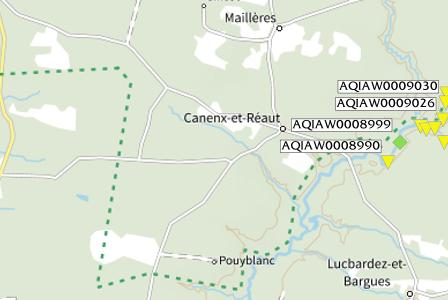 Maillères
AQIAW0009030
AQIAW0009026
Canenx-et-Réaut
AQIAW0008999
AQIAW0008990
Pouyblanc
Lucbardez-et-
Bargues